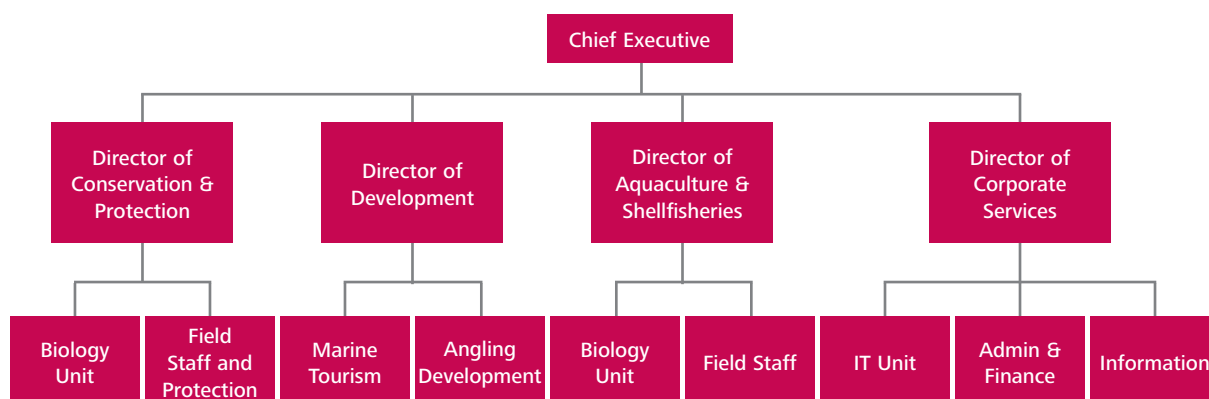 Chief Executive
Director of
Conservation &
Protection
Director of
Development
Director of
Aquaculture &
Shellfisheries
Director of
Corporate
Services
Biology
Unit
Field
Staff and
Protection
Marine
Tourism
Angling
Development
Biology
Unit
Field Staff
IT Unit
Admin &
Finance
Information